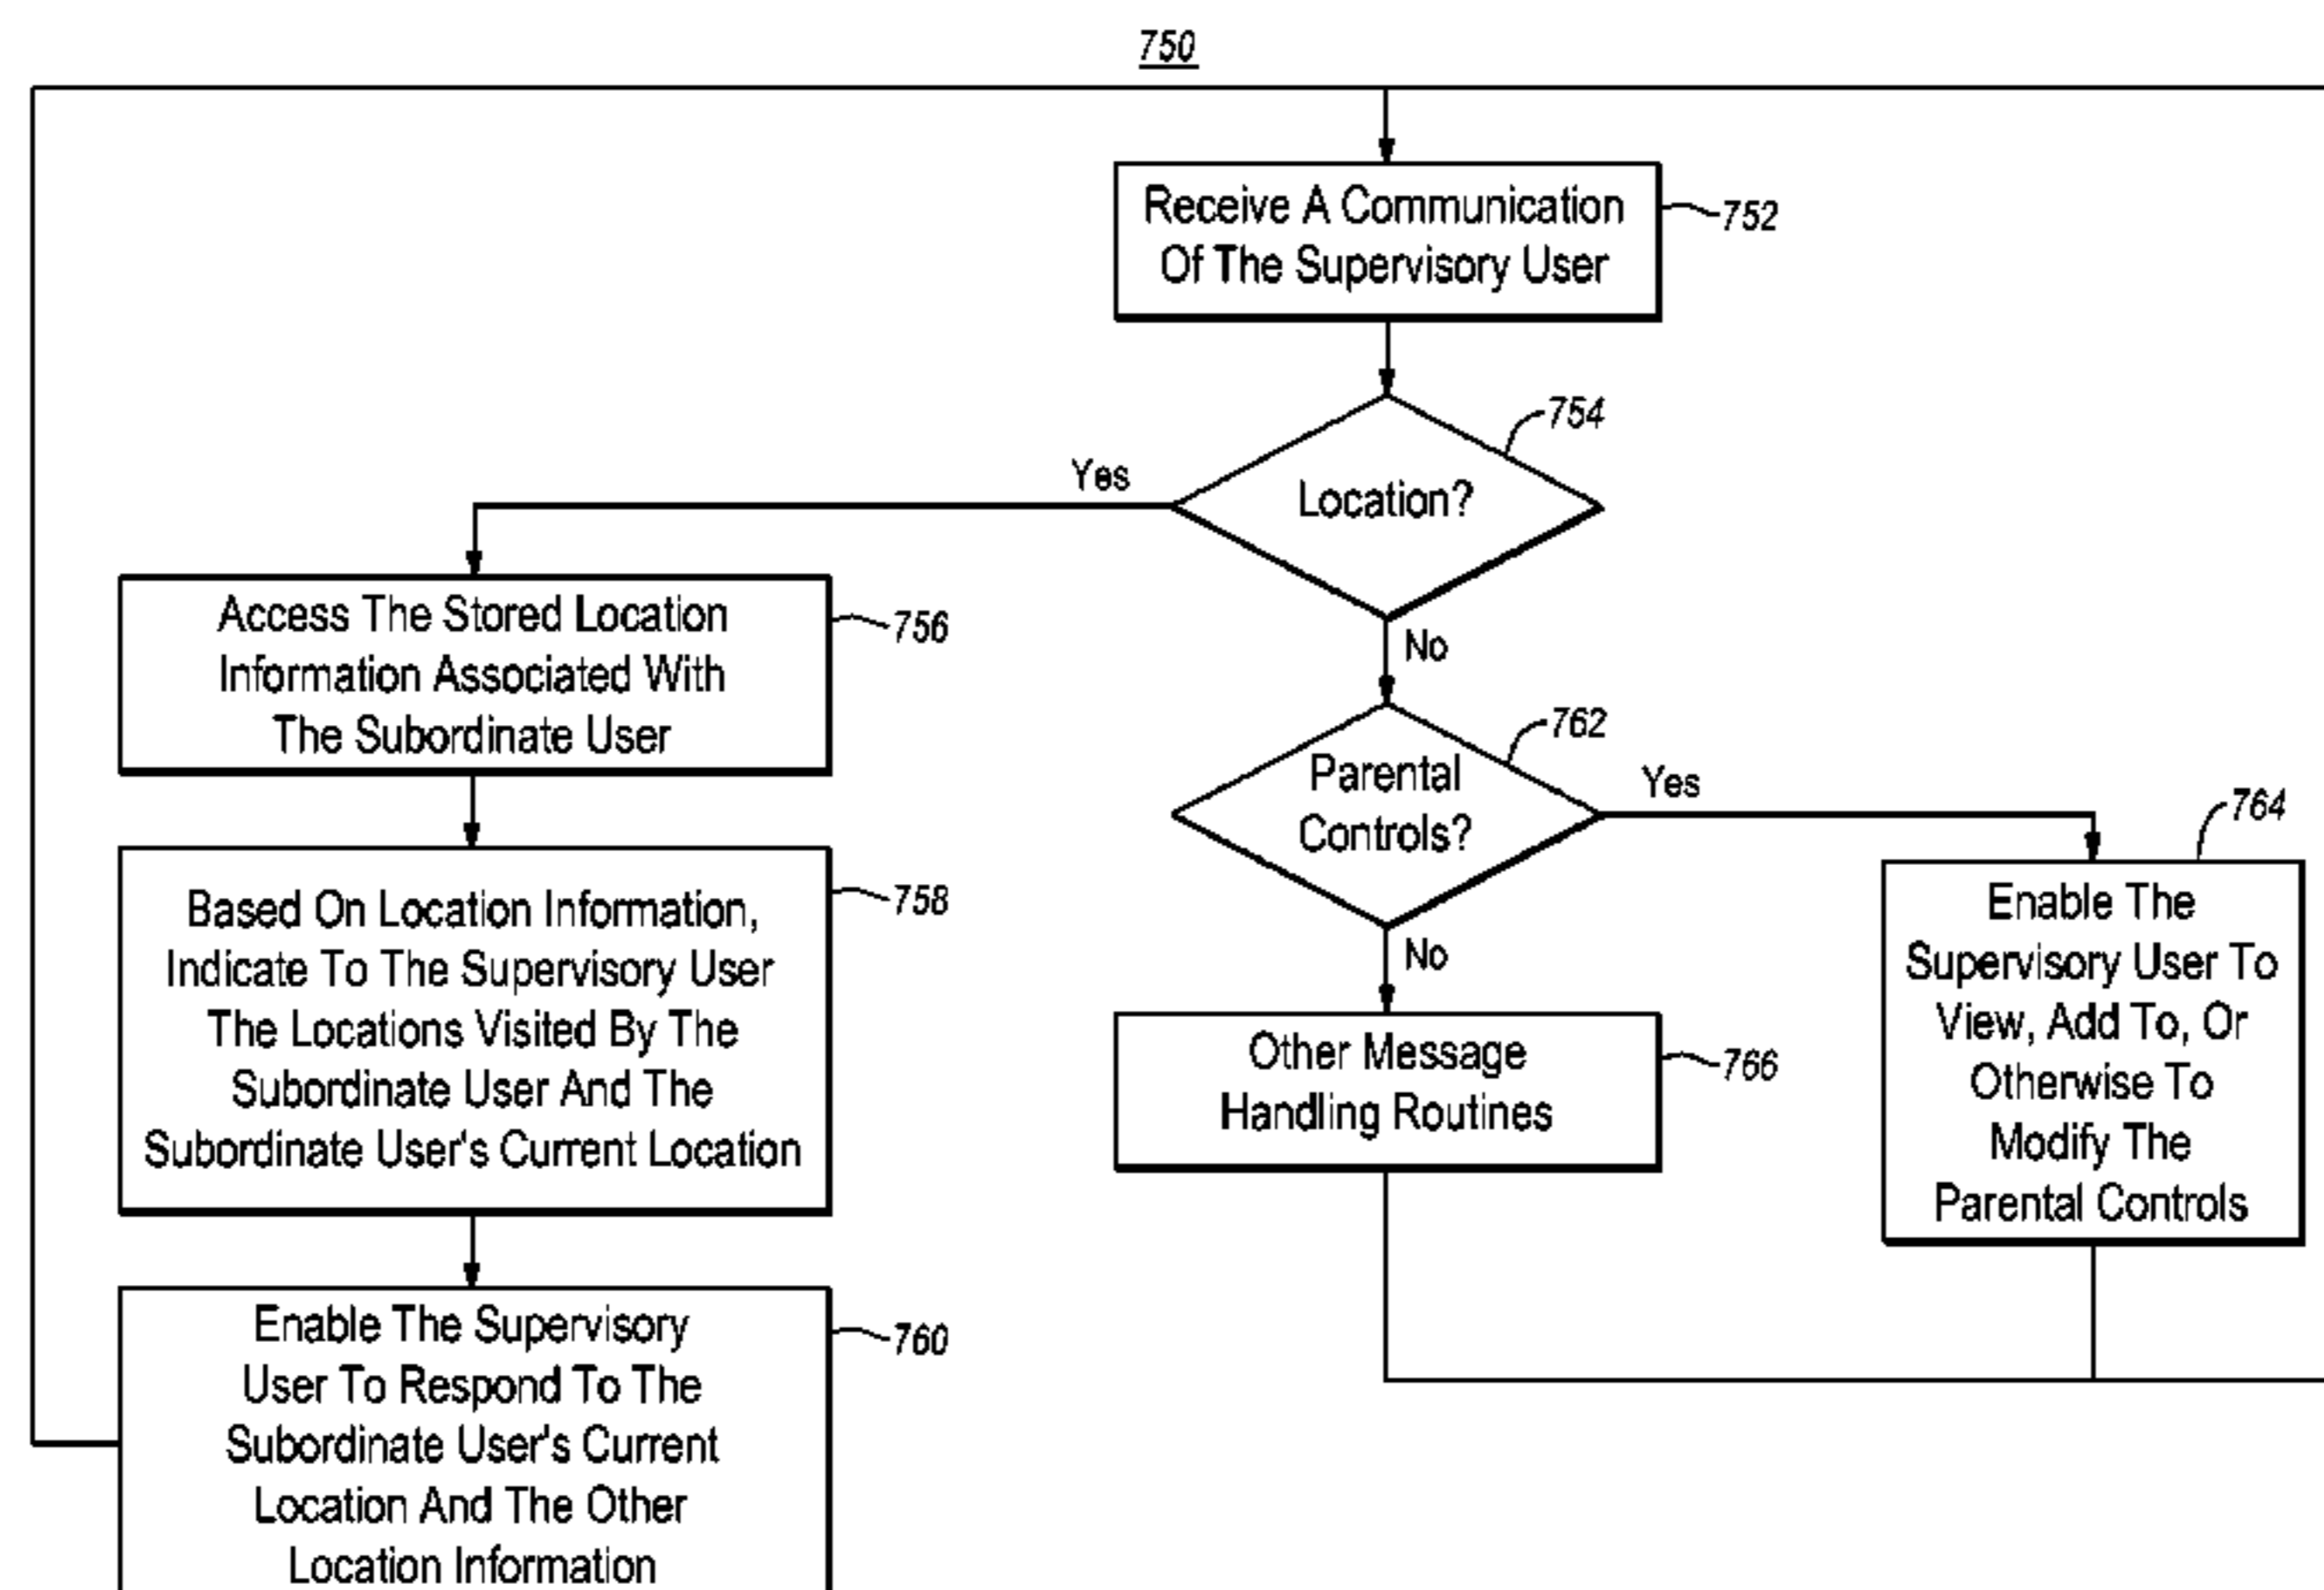 750
Receive A Communication
Of The Supervisory User
752
754
Location?
Yes
No
Access The Stored Location
Information Associated With
The Subordinate User
756
Based On Location Information,
Indicate To The Supervisory User
The Locations Visited By The
Subordinate User And The
Subordinate User's Current Location
758
Enable The Supervisory
User To Respond To The
Subordinate User's Current
Location And The Other
Location Information
760
762
Parental
Controls?
Yes
No
764
Enable The
Supervisory User To
View, Add To, Or
Otherwise To
Modify The
Parental Controls
Other Message
Handling Routines
766